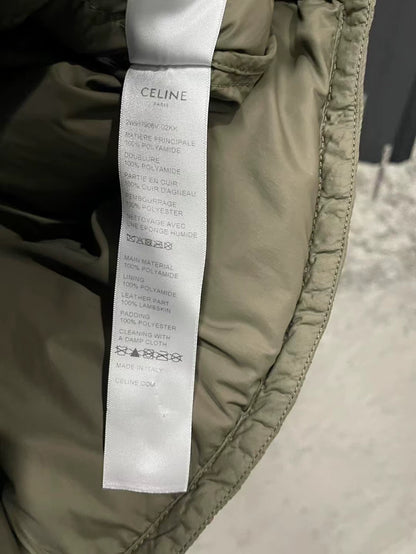 CELINE
PARIS
MATIÈRE PRINCIPALE
100% POLYAMIDE
DOUBLURE
100% POLYAMIDE
PARTIE EN CUIR
100% CUIR D'AGNEAU
REMBOURRAGE
100% POLYESTER
NETTOYAGE AVEC
UNE EPONGE HUMIDE
MAIN MATERIAL
100% POLYAMIDE
LINING
100% POLYAMIDE
LEATHER PART
100% LAMBSKIN
PADDING
100% POLYESTER
CLEANING WITH
A DAMP CLOTH
MADE IN ITALY
CELINE.COM